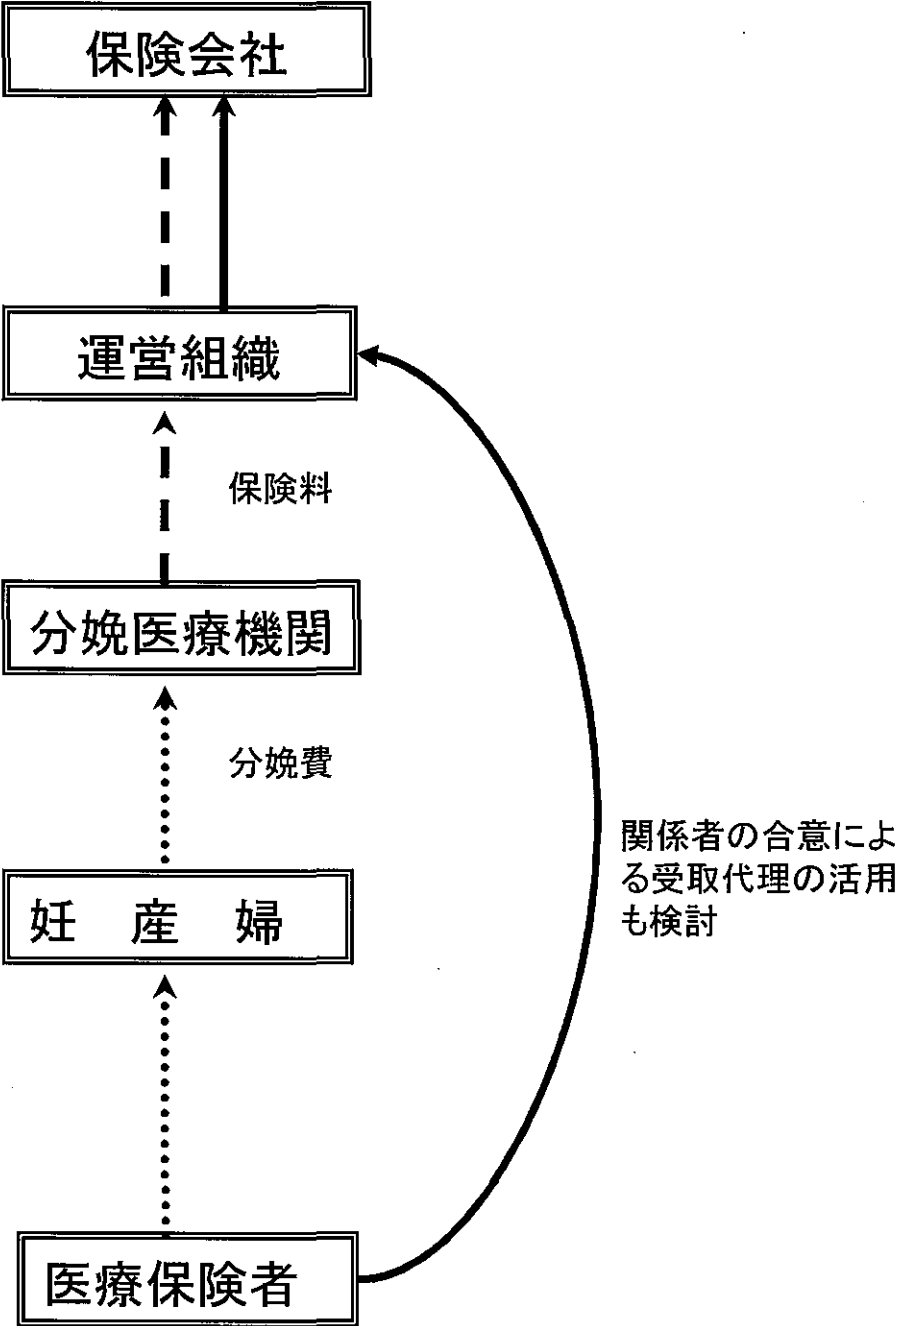 保険会社
運営組織
保険料
分娩医療機関
分娩費
関係者の合意によ
る受取代理の活用
も検討
妊 産 婦
医療保険者